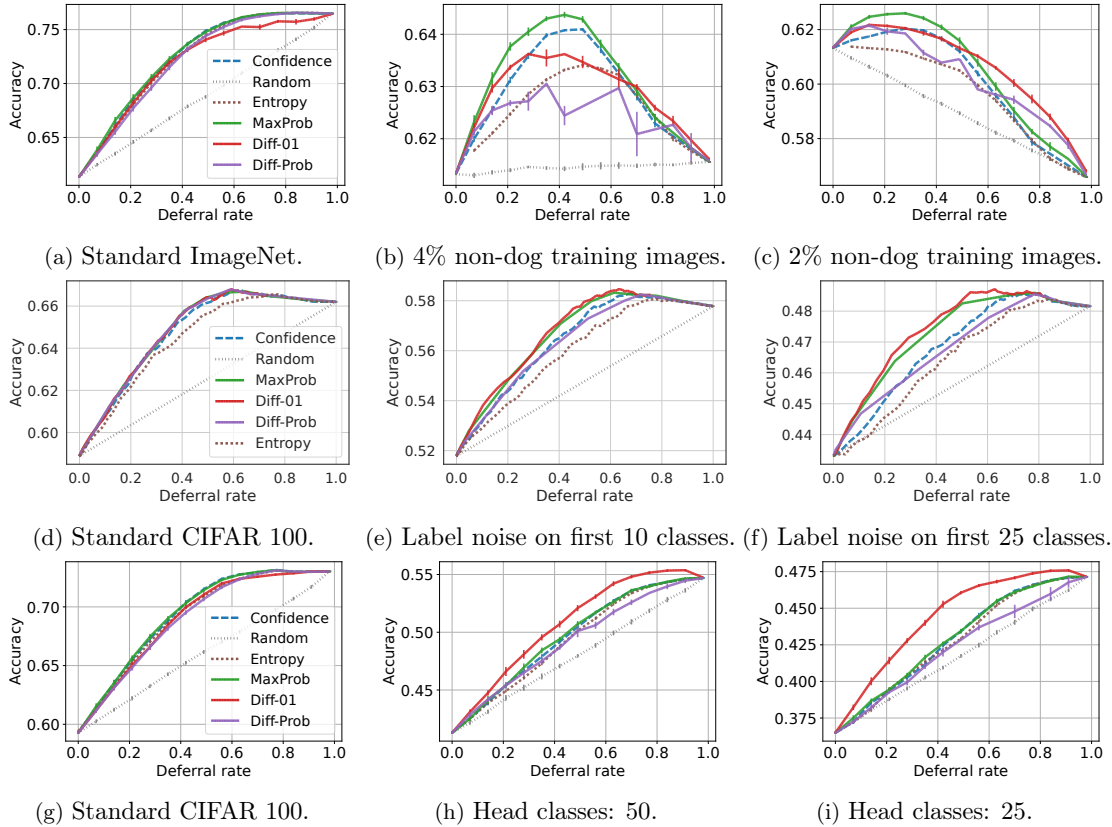 Accuracy
0.75
0.70
0.65
0.0 0.2 0.4 0.6 0.8 1.0
Deferral rate
Confidence
Random
Entropy
MaxProb
Diff-01
Diff-Prob
(a) Standard ImageNet.
Accuracy
0.64
0.63
0.62
0.0 0.2 0.4 0.6 0.8 1.0
Deferral rate
(b) 4% non-dog training images.
Accuracy
0.62
0.60
0.58
0.0 0.2 0.4 0.6 0.8 1.0
Deferral rate
(c) 2% non-dog training images.
Accuracy
0.66
0.64
0.62
0.60
0.0 0.2 0.4 0.6 0.8 1.0
Deferral rate
Confidence
Random
MaxProb
Diff-01
Diff-Prob
Entropy
(d) Standard CIFAR 100.
Accuracy
0.58
0.56
0.54
0.52
0.0 0.2 0.4 0.6 0.8 1.0
Deferral rate
(e) Label noise on first 10 classes.
Accuracy
0.48
0.47
0.46
0.45
0.44
0.0 0.2 0.4 0.6 0.8 1.0
Deferral rate
(f) Label noise on first 25 classes.
Accuracy
0.70
0.65
0.60
0.0 0.2 0.4 0.6 0.8 1.0
Deferral rate
Confidence
Random
Entropy
MaxProb
Diff-01
Diff-Prob
(g) Standard CIFAR 100.
Accuracy
0.55
0.50
0.45
0.0 0.2 0.4 0.6 0.8 1.0
Deferral rate
(h) Head classes: 50.
Accuracy
0.475
0.450
0.425
0.400
0.375
0.0 0.2 0.4 0.6 0.8 1.0
Deferral rate
(i) Head classes: 25.